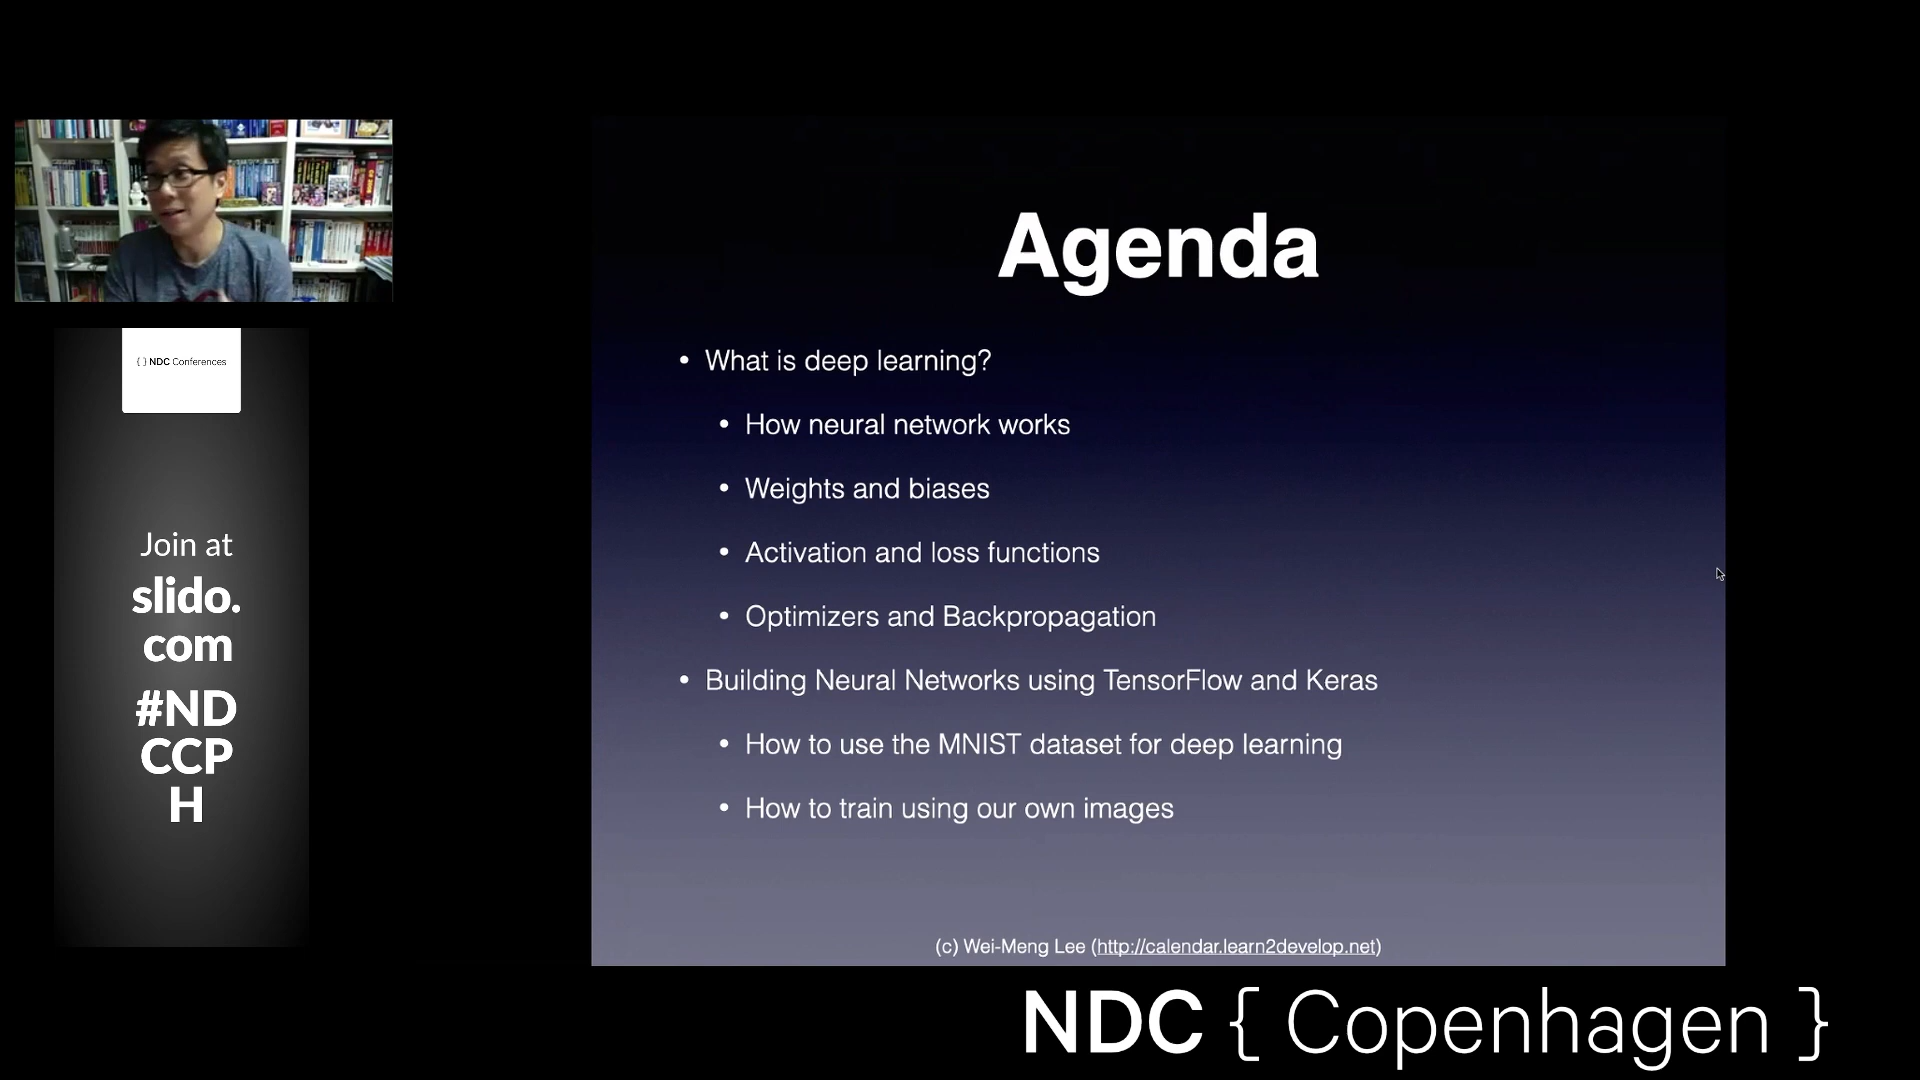 { } NDC Conferences
Join at
slido.
com
#ND
CCP
H
Agenda
• What is deep learning?
• How neural network works
• Weights and biases
• Activation and loss functions
• Optimizers and Backpropagation
• Building Neural Networks using TensorFlow and Keras
• How to use the MNIST dataset for deep learning
• How to train using our own images
(c) Wei-Meng Lee (http://calendar.learn2develop.net)
NDC { Copenhagen }